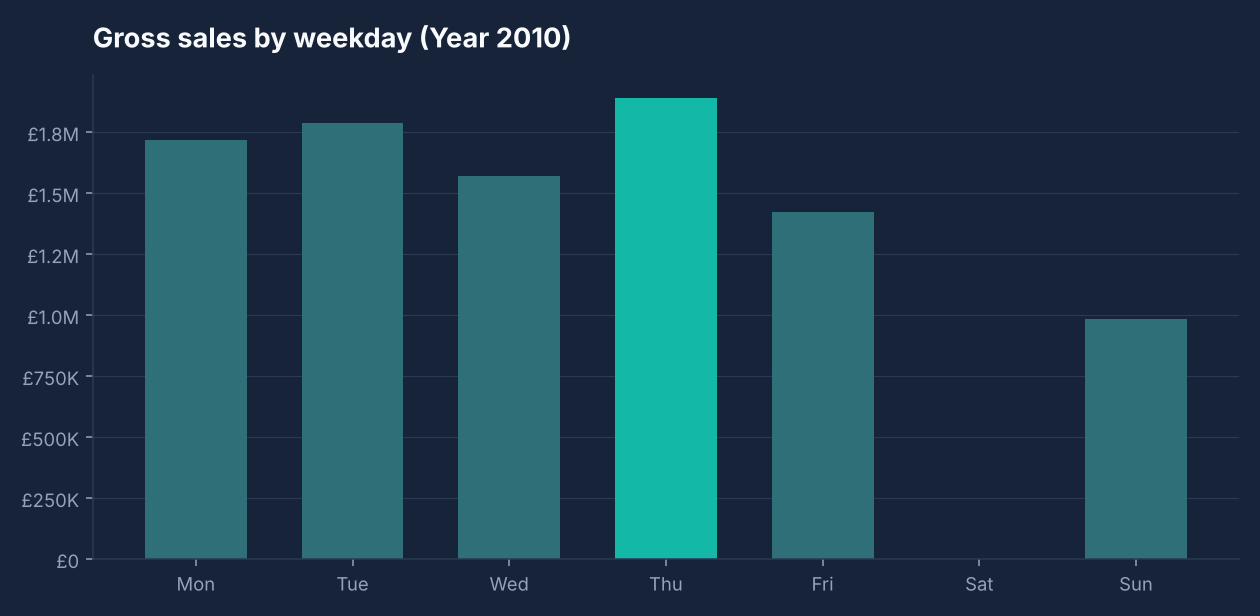 Gross sales by weekday (Year 2010)
£1.8M
£1.5M
£1.2M
£1.0M
£750K
£500K
£250K
£0
Mon Tue Wed Thu Fri Sat Sun